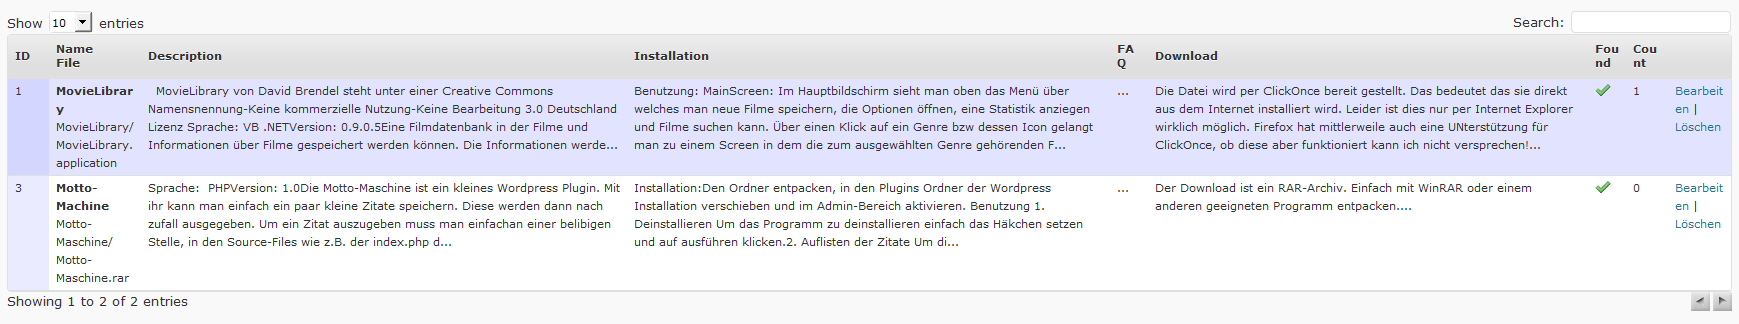 Show 10 entries
Search:
ID
Name
File
Description
Installation
FA
Q
Download
Fou
nd
Cou
nt
1
MovieLibrar
y
MovieLibrary/
MovieLibrary.
application
MovieLibrary von David Brendel steht unter einer Creative Commons
Namensnennung-Keine kommerzielle Nutzung-Keine Bearbeitung 3.0 Deutschland
Lizenz Sprache: VB .NETVersion: 0.9.0.5Eine Filmdatenbank in der Filme und
Informationen über Filme gespeichert werden können. Die Informationen werde...
Benutzung: MainScreen: Im Hauptbildschirm sieht man oben das Menü über
welches man neue Filme speichern, die Optionen öffnen, eine Statistik anziegen
und Filme suchen kann. Über einen Klick auf ein Genre bzw dessen Icon gelangt
man zu einem Screen in dem die zum ausgewählten Genre gehörenden F...
...
Die Datei wird per ClickOnce bereit gestellt. Das bedeutet das sie direkt
aus dem Internet installiert wird. Leider ist dies nur per Internet Explorer
wirklich möglich. Firefox hat mittlerweile auch eine UNterstützung für
ClickOnce, ob diese aber funktioniert kann ich nicht versprechen!...
1
Bearbeit
en |
Löschen
3
Motto-
Machine
Motto-
Maschine/
Motto-
Maschine.rar
Sprache:  PHPVersion: 1.0Die Motto-Maschine ist ein kleines Wordpress Plugin. Mit
ihr kann man einfach ein paar kleine Zitate speichern. Diese werden dann nach
zufall ausgegeben. Um ein Zitat auszugeben muss man einfachan einer belibigen
Stelle, in den Source-Files wie z.B. der index.php d...
Installation:Den Ordner entpacken, in den Plugins Ordner der Wordpress
Installation verschieben und im Admin-Bereich aktivieren. Benutzung 1.
Deinstallieren Um das Programm zu deinstallieren einfach das Häkchen setzen
und auf ausführen klicken.2. Auflisten der Zitate Um di...
...
Der Download ist ein RAR-Archiv. Einfach mit WinRAR oder einem
anderen geeigneten Programm entpacken....
0
Bearbeit
en |
Löschen
Showing 1 to 2 of 2 entries